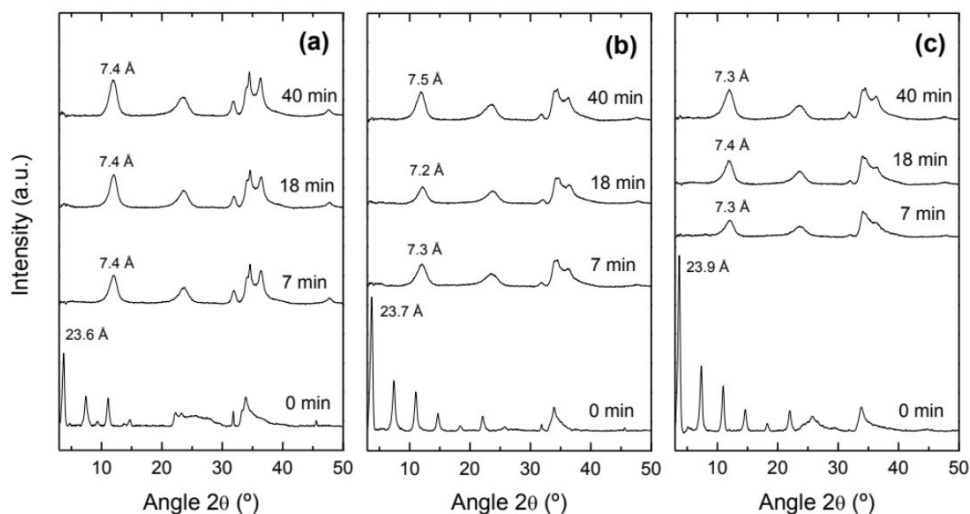 Intensity (a.u.)
(a)
7.4 Å
40 min
7.4 Å
18 min
7.4 Å
7 min
23.6 Å
0 min
10 20 30 40 50
Angle 2θ (º)
(b)
7.5 Å
40 min
7.2 Å
18 min
7.3 Å
7 min
23.7 Å
0 min
10 20 30 40 50
Angle 2θ (º)
(c)
7.3 Å
40 min
7.4 Å
18 min
7.3 Å
7 min
23.9 Å
0 min
10 20 30 40 50
Angle 2θ (º)